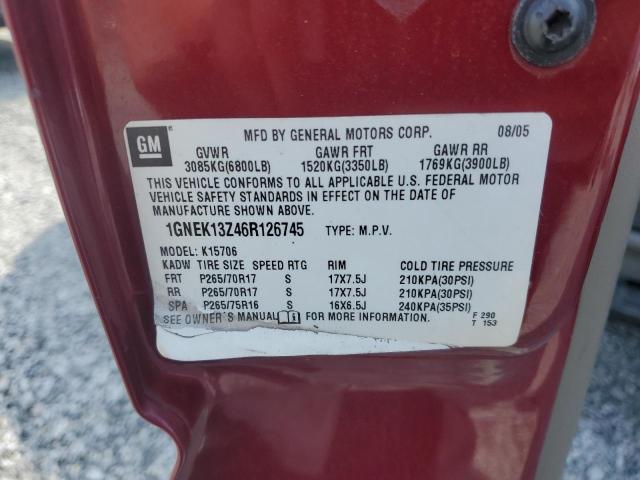 GM MFD BY GENERAL MOTORS CORP. 08/05
GVWR GAWR FRT GAWR RR
3085KG(6800LB) 1520KG(3350LB) 1769KG(3900LB)
THIS VEHICLE CONFORMS TO ALL APPLICABLE U.S. FEDERAL MOTOR
VEHICLE SAFETY STANDARDS IN EFFECT ON THE DATE OF
MANUFACTURE SHOWN ABOVE.
1GNEK13Z46R126745 TYPE: M.P.V.
MODEL: K15706
KADW TIRE SIZE SPEED RTG RIM COLD TIRE PRESSURE
FRT P265/70R17 S 17X7.5J 210KPA(30PSI)
RR P265/70R17 S 17X7.5J 210KPA(30PSI)
SPA P265/75R16 S 16X6.5J 240KPA(35PSI)
SEE OWNER'S MANUAL FOR MORE INFORMATION. F 290
T 153